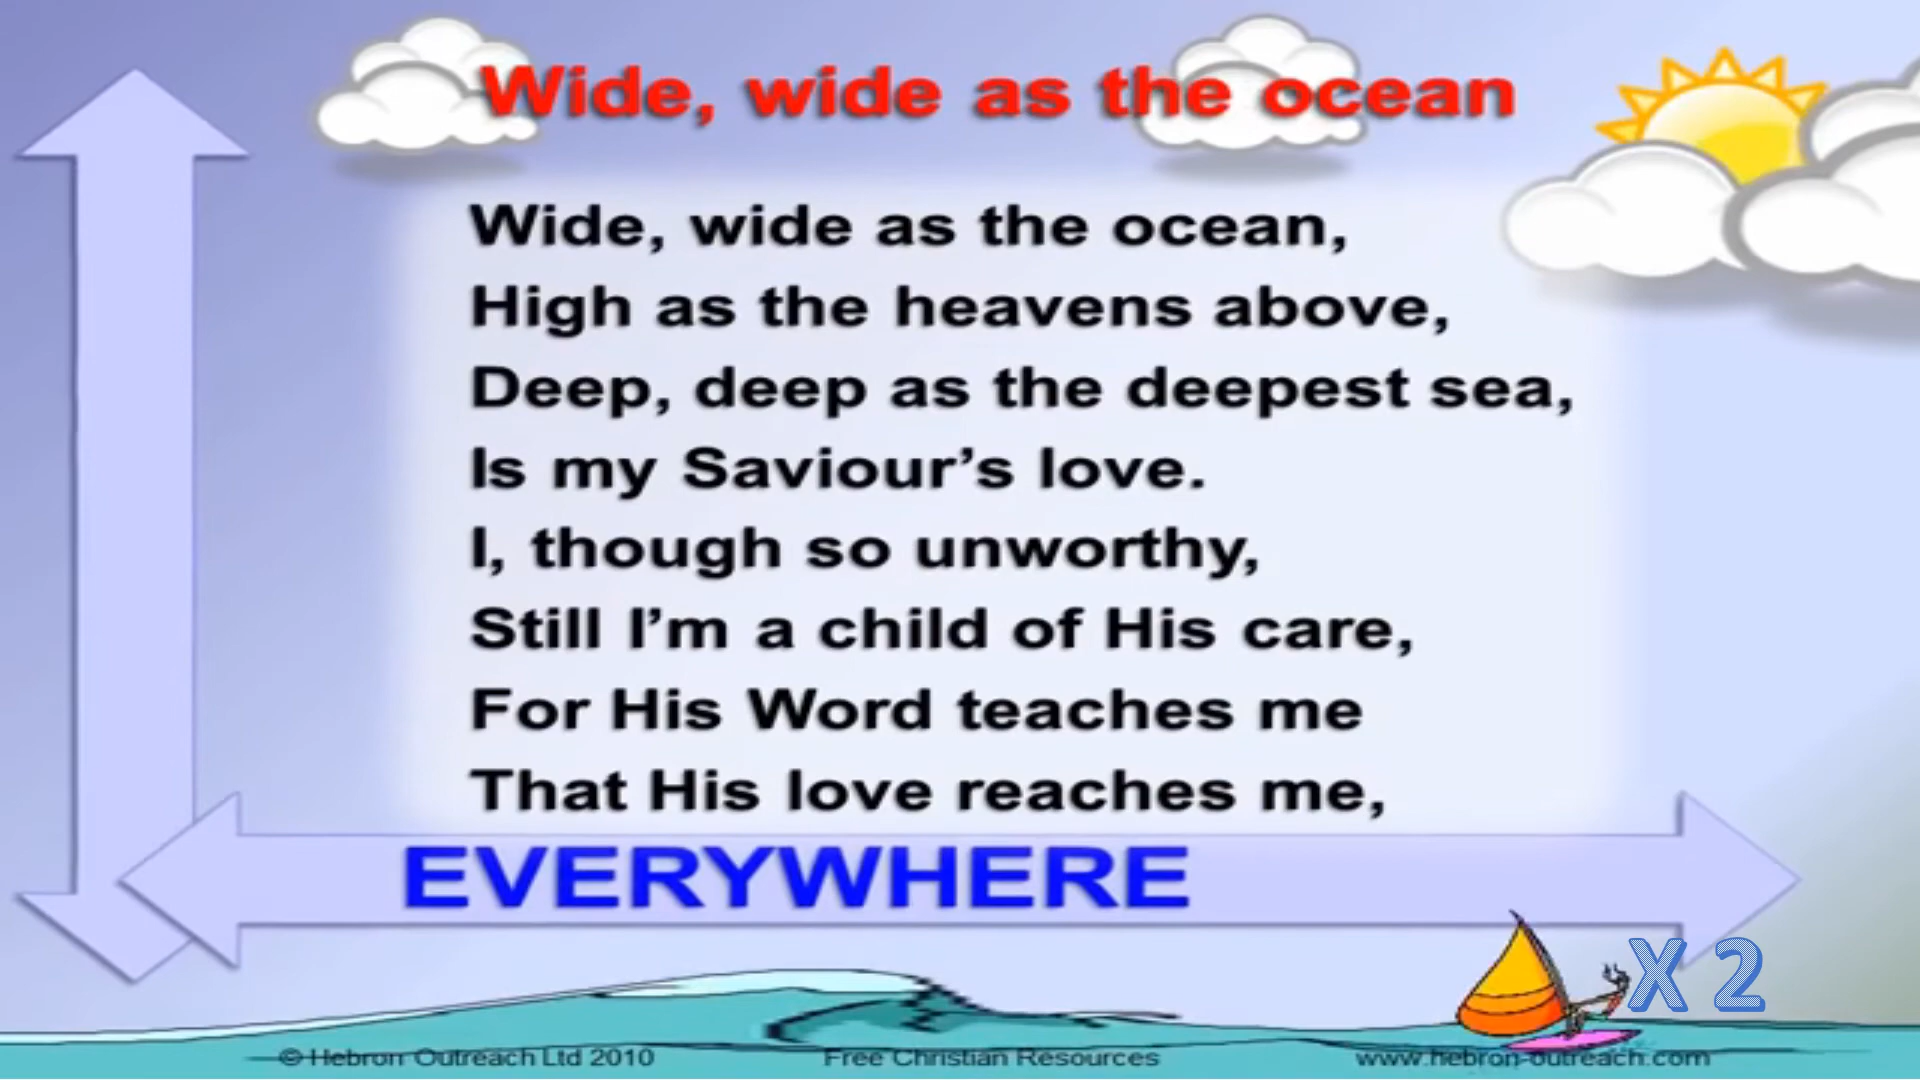 Wide, wide as the ocean
Wide, wide as the ocean,
High as the heavens above,
Deep, deep as the deepest sea,
Is my Saviour’s love.
I, though so unworthy,
Still I’m a child of His care,
For His Word teaches me
That His love reaches me,
EVERYWHERE
X 2
© Hebron Outreach Ltd 2010
Free Christian Resources
www.hebron-outreach.com